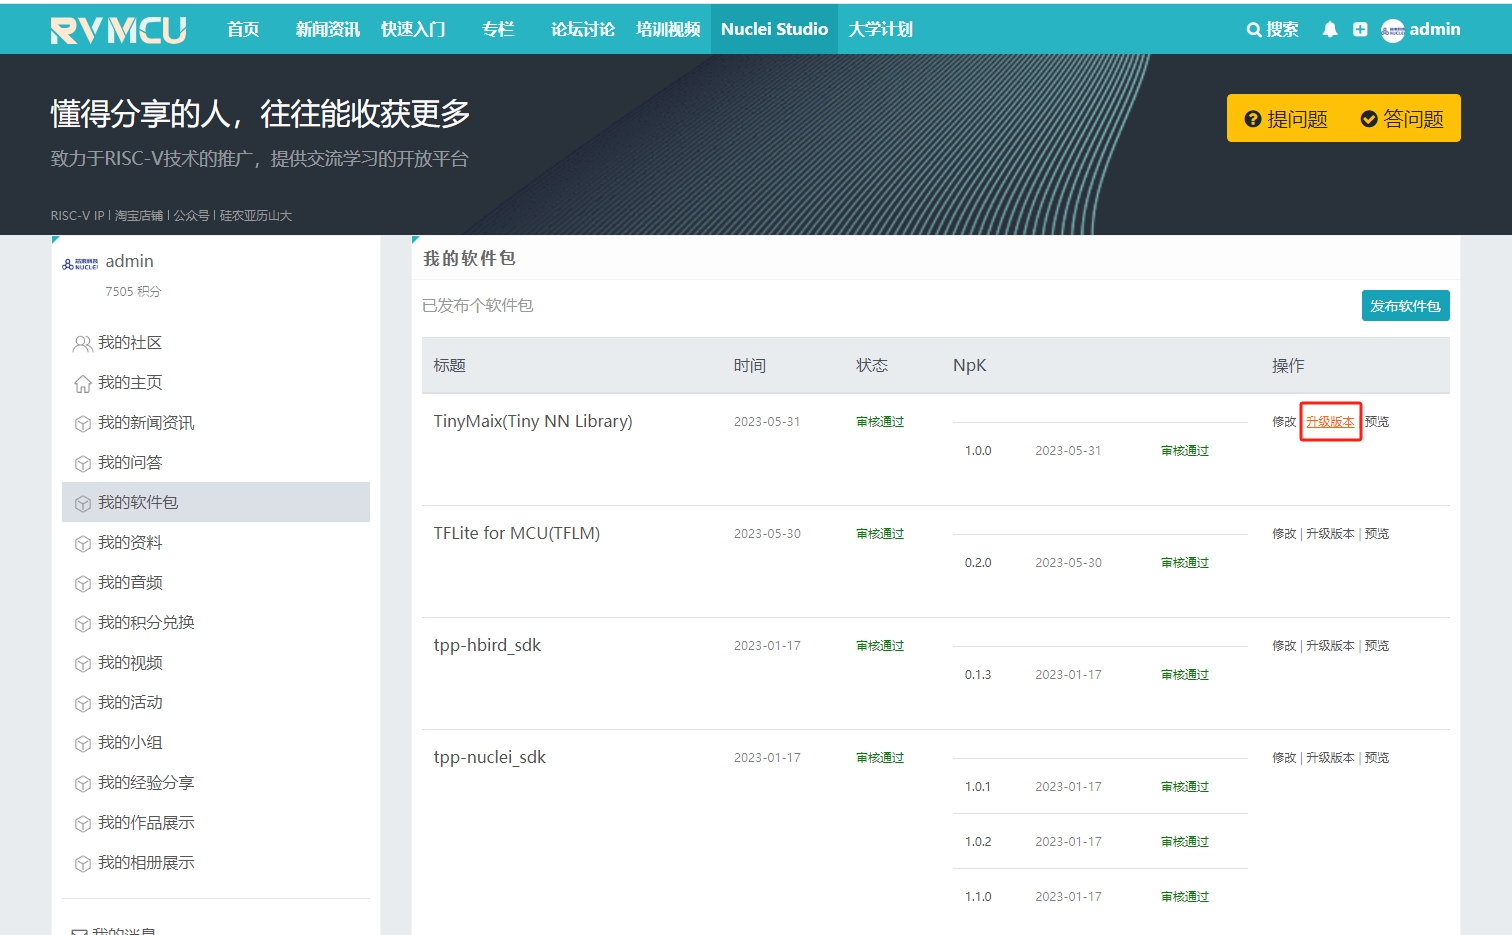 RVMCU 首页 新闻资讯 快速入门 专栏 论坛讨论 培训视频 Nuclei Studio 大学计划 搜索 admin
懂得分享的人，往往能收获更多
提问题 答问题
致力于RISC-V技术的推广，提供交流学习的开放平台
RISC-V IP | 淘宝店铺 | 公众号 | 硅农亚历山大
NUCLEI admin
7505 积分
我的社区
我的主页
我的新闻资讯
我的问答
我的软件包
我的资料
我的音频
我的积分兑换
我的视频
我的活动
我的小组
我的经验分享
我的作品展示
我的相册展示
我的消息
我的软件包
已发布个软件包 发布软件包
标题 时间 状态 NpK 操作
TinyMaix(Tiny NN Library) 2023-05-31 审核通过 修改 升级版本 预览
1.0.0 2023-05-31 审核通过
TFLite for MCU(TFLM) 2023-05-30 审核通过 修改 | 升级版本 | 预览
0.2.0 2023-05-30 审核通过
tpp-hbird_sdk 2023-01-17 审核通过 修改 | 升级版本 | 预览
0.1.3 2023-01-17 审核通过
tpp-nuclei_sdk 2023-01-17 审核通过 修改 | 升级版本 | 预览
1.0.1 2023-01-17 审核通过
1.0.2 2023-01-17 审核通过
1.1.0 2023-01-17 审核通过